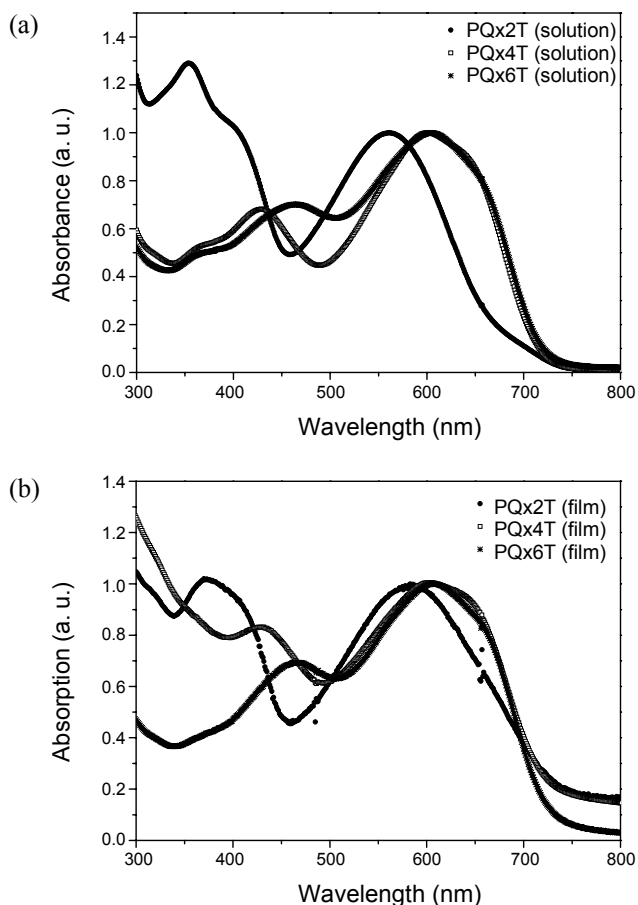 (a)
1.4
1.2
1.0
0.8
0.6
0.4
0.2
0.0
Absorbance (a. u.)
PQx2T (solution)
PQx4T (solution)
PQx6T (solution)
300 400 500 600 700 800
Wavelength (nm)
(b)
1.4
1.2
1.0
0.8
0.6
0.4
0.2
0.0
Absorption (a. u.)
PQx2T (film)
PQx4T (film)
PQx6T (film)
300 400 500 600 700 800
Wavelength (nm)